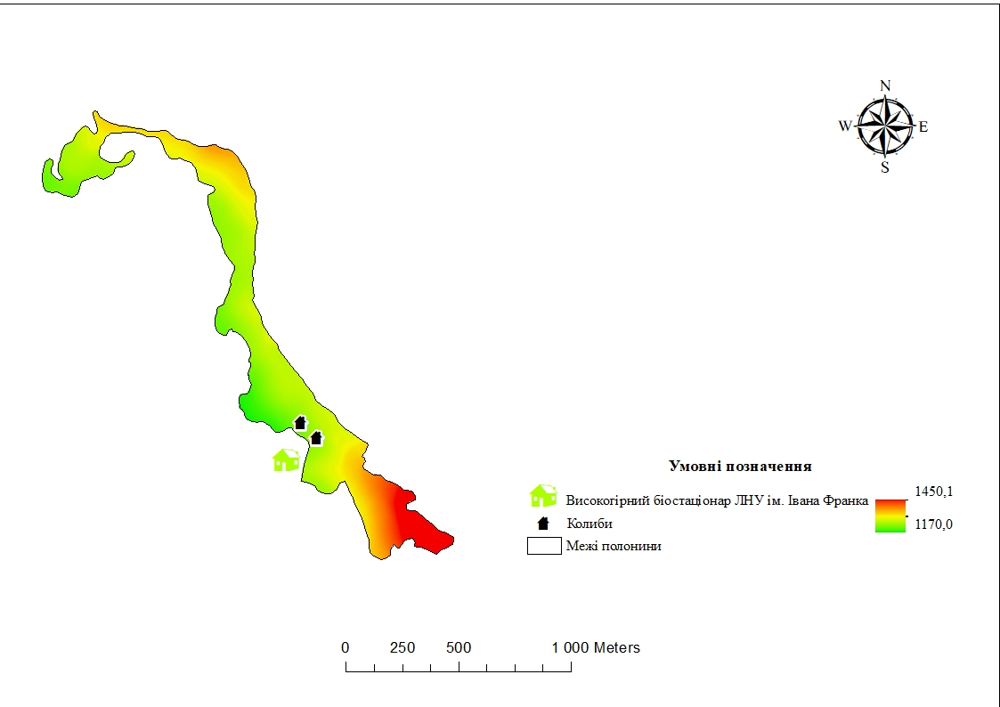 N
W E
S
Умовні позначення
Високогірний біостаціонар ЛНУ ім. Івана Франка
Колиби
Межі полонини
1450,1
1170,0
0 250 500 1 000 Meters